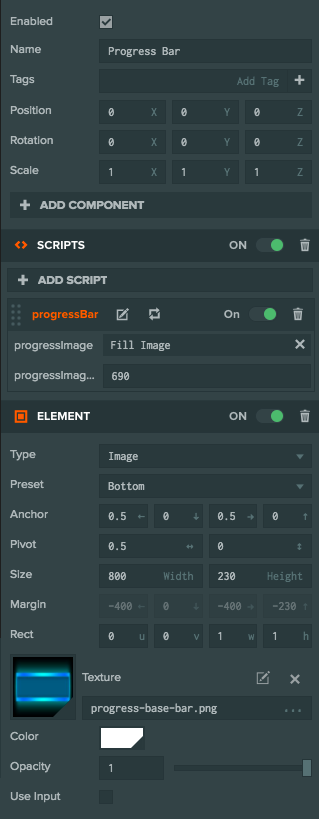 Enabled
Name Progress Bar
Tags Add Tag
Position 0 X 0 Y 0 Z
Rotation 0 X 0 Y 0 Z
Scale 1 X 1 Y 1 Z
ADD COMPONENT
SCRIPTS ON
ADD SCRIPT
progressBar On
progressImage Fill Image
progressImag... 690
ELEMENT ON
Type Image
Preset Bottom
Anchor 0.5 ← 0 ↓ 0.5 → 0 ↑
Pivot 0.5 ↔ 0 ↕
Size 800 Width 230 Height
Margin -400 ← 0 ↓ -400 → -230 ↑
Rect 0 u 0 v 1 w 1 h
Texture
progress-base-bar.png ...
Color
Opacity 1
Use Input